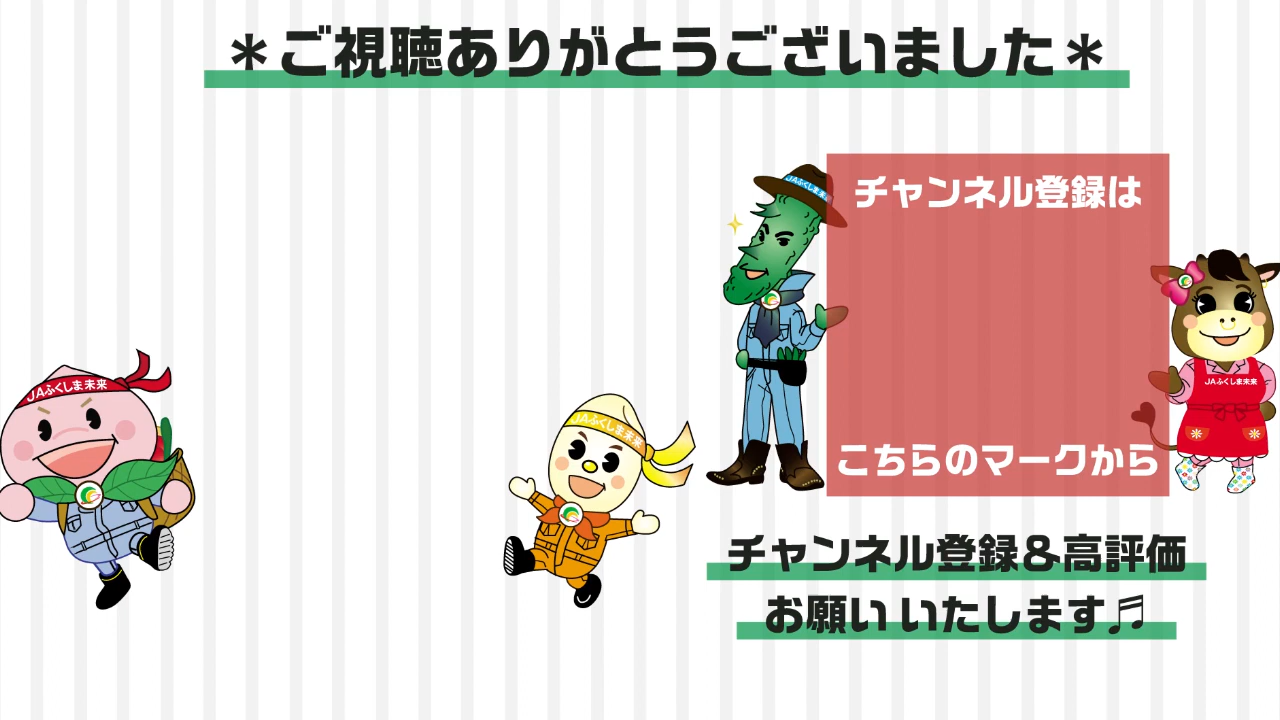 ＊ご視聴ありがとうございました＊
JAふくしま未来
チャンネル登録は
JAふくしま未来
JAふくしま未来
JAふくしま未来
こちらのマークから
チャンネル登録＆高評価
お願いいたします♬